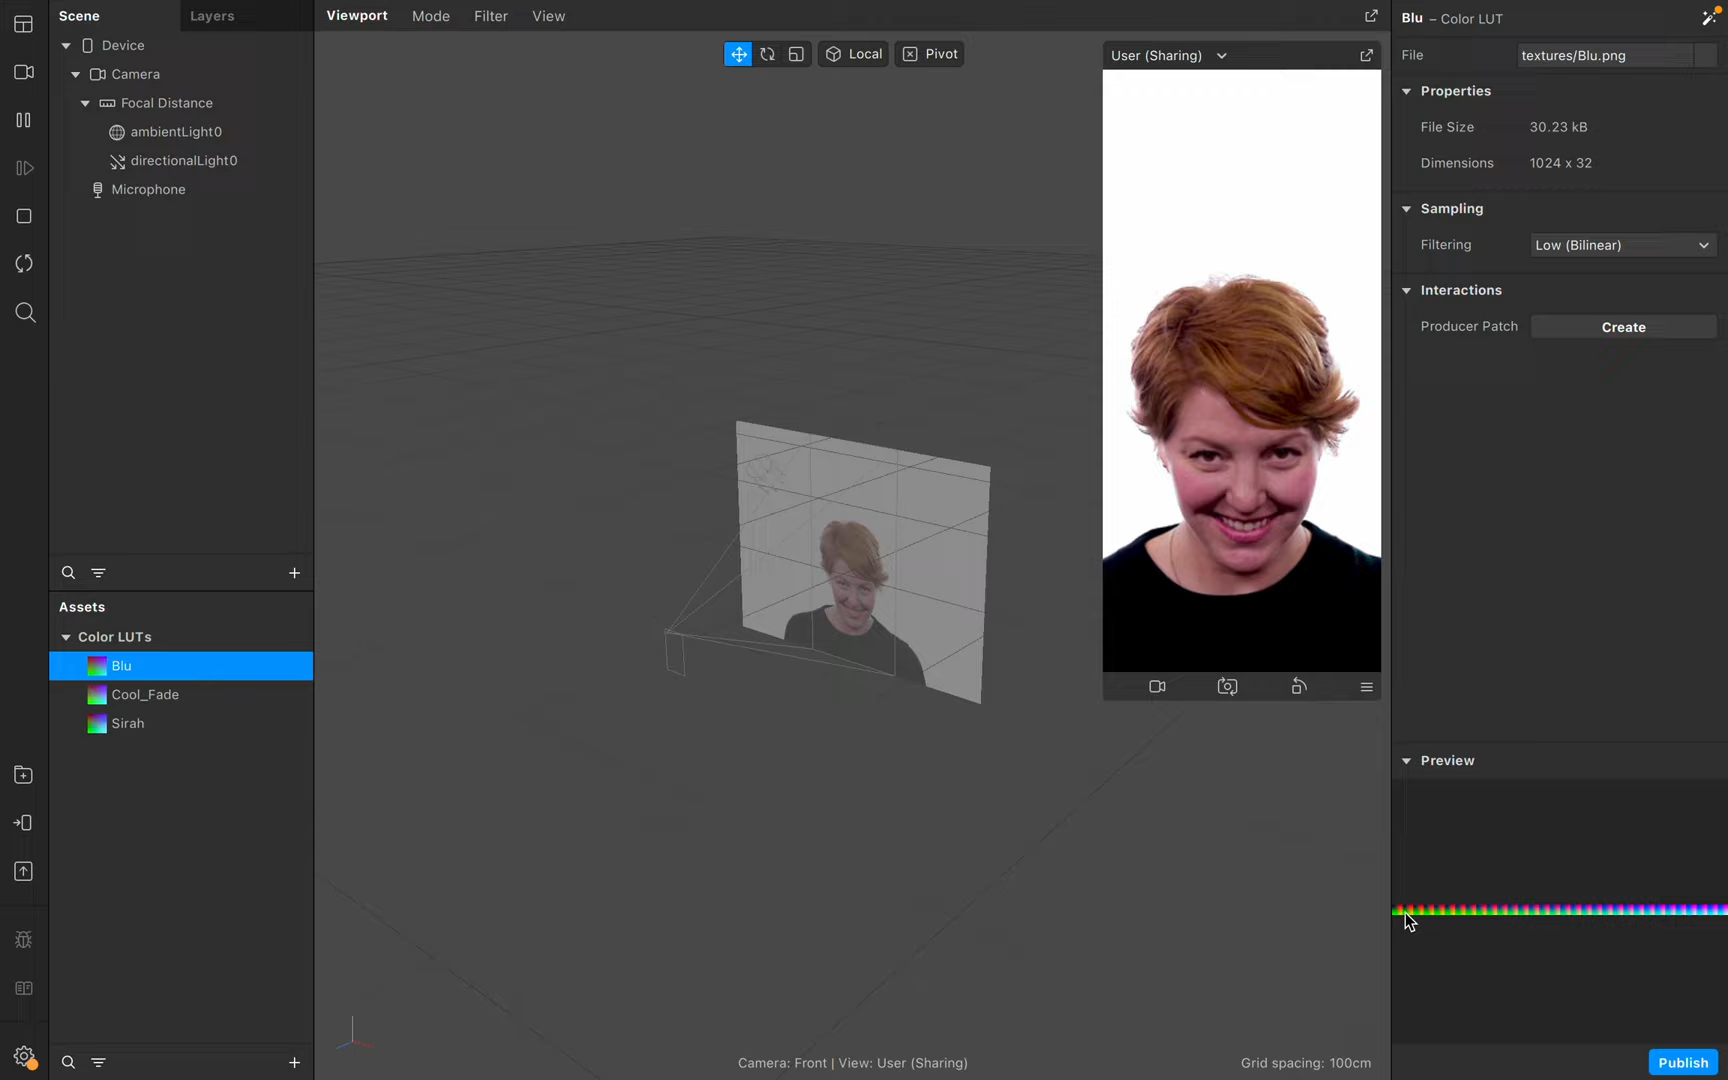 Scene
Layers
Device
Camera
Focal Distance
ambientLight0
directionalLight0
Microphone
Assets
Color LUTs
Blu
Cool_Fade
Sirah
Viewport Mode Filter View
Local
Pivot
User (Sharing)
Camera: Front | View: User (Sharing)
Grid spacing: 100cm
Blu – Color LUT
File textures/Blu.png
Properties
File Size 30.23 kB
Dimensions 1024 x 32
Sampling
Filtering Low (Bilinear)
Interactions
Producer Patch Create
Preview
Publish